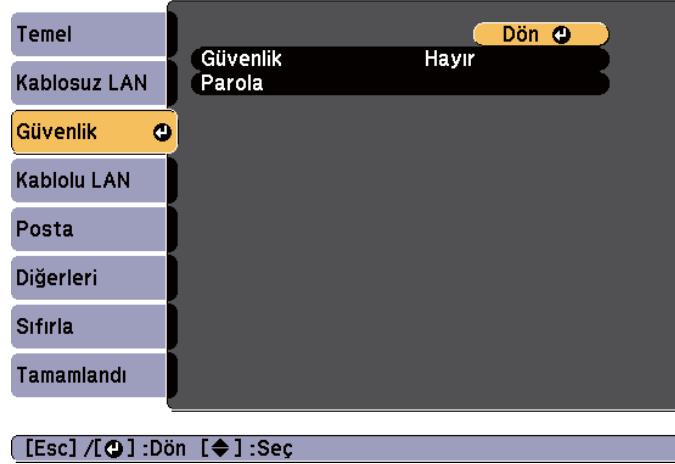 Temel
Kablosuz LAN
Güvenlik
Kablolu LAN
Posta
Diğerleri
Sıfırla
Tamamlandı
Dön
Güvenlik Hayır
Parola
[Esc] /[ ] :Dön [ ] :Seç